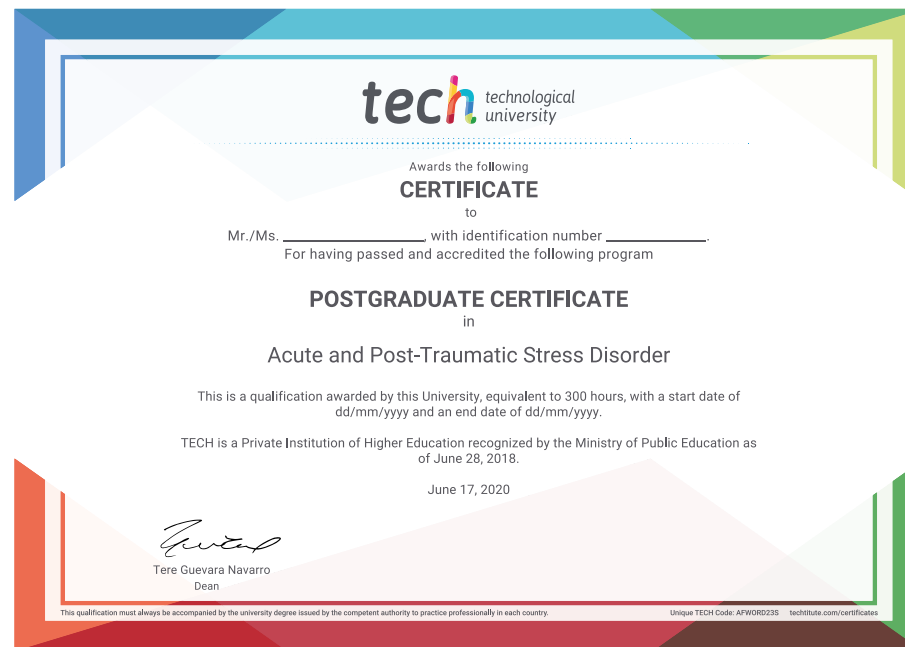 tech technological
university
Awards the following
CERTIFICATE
to
Mr./Ms. ____________, with identification number ____________.
For having passed and accredited the following program
POSTGRADUATE CERTIFICATE
in
Acute and Post-Traumatic Stress Disorder
This is a qualification awarded by this University, equivalent to 300 hours, with a start date of
dd/mm/yyyy and an end date of dd/mm/yyyy.
TECH is a Private Institution of Higher Education recognized by the Ministry of Public Education as
of June 28, 2018.
June 17, 2020
Tere Guevara Navarro
Dean
This qualification must always be accompanied by the university degree issued by the competent authority to practice professionally in each country. Unique TECH Code: AFWORD23S techtitute.com/certificates